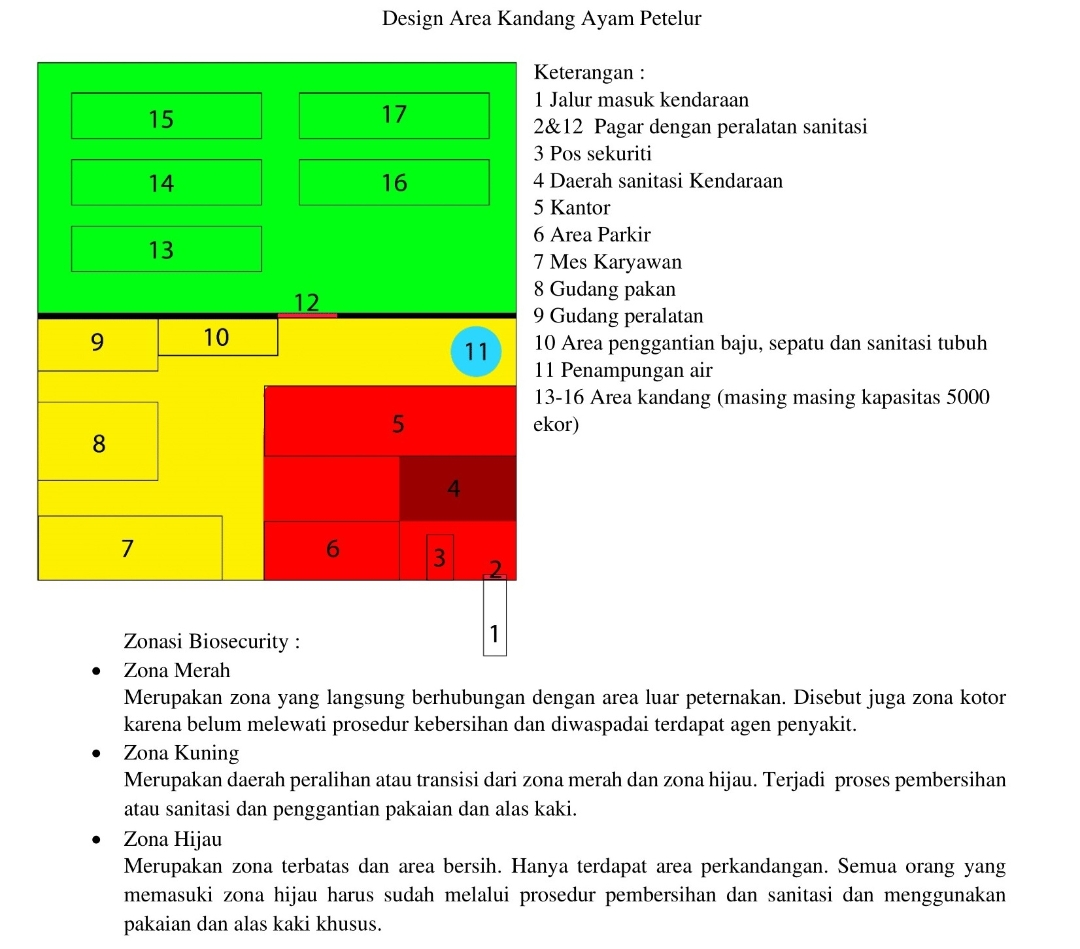 Design Area Kandang Ayam Petelur
15
17
14
16
13
12
9
10
11
5
8
4
7
6
3
2
1
Keterangan :
1 Jalur masuk kendaraan
2&12 Pagar dengan peralatan sanitasi
3 Pos sekuriti
4 Daerah sanitasi Kendaraan
5 Kantor
6 Area Parkir
7 Mes Karyawan
8 Gudang pakan
9 Gudang peralatan
10 Area penggantian baju, sepatu dan sanitasi tubuh
11 Penampungan air
13-16 Area kandang (masing masing kapasitas 5000
ekor)
Zonasi Biosecurity :
• Zona Merah
Merupakan zona yang langsung berhubungan dengan area luar peternakan. Disebut juga zona kotor
karena belum melewati prosedur kebersihan dan diwaspadai terdapat agen penyakit.
• Zona Kuning
Merupakan daerah peralihan atau transisi dari zona merah dan zona hijau. Terjadi proses pembersihan
atau sanitasi dan penggantian pakaian dan alas kaki.
• Zona Hijau
Merupakan zona terbatas dan area bersih. Hanya terdapat area perkandangan. Semua orang yang
memasuki zona hijau harus sudah melalui prosedur pembersihan dan sanitasi dan menggunakan
pakaian dan alas kaki khusus.